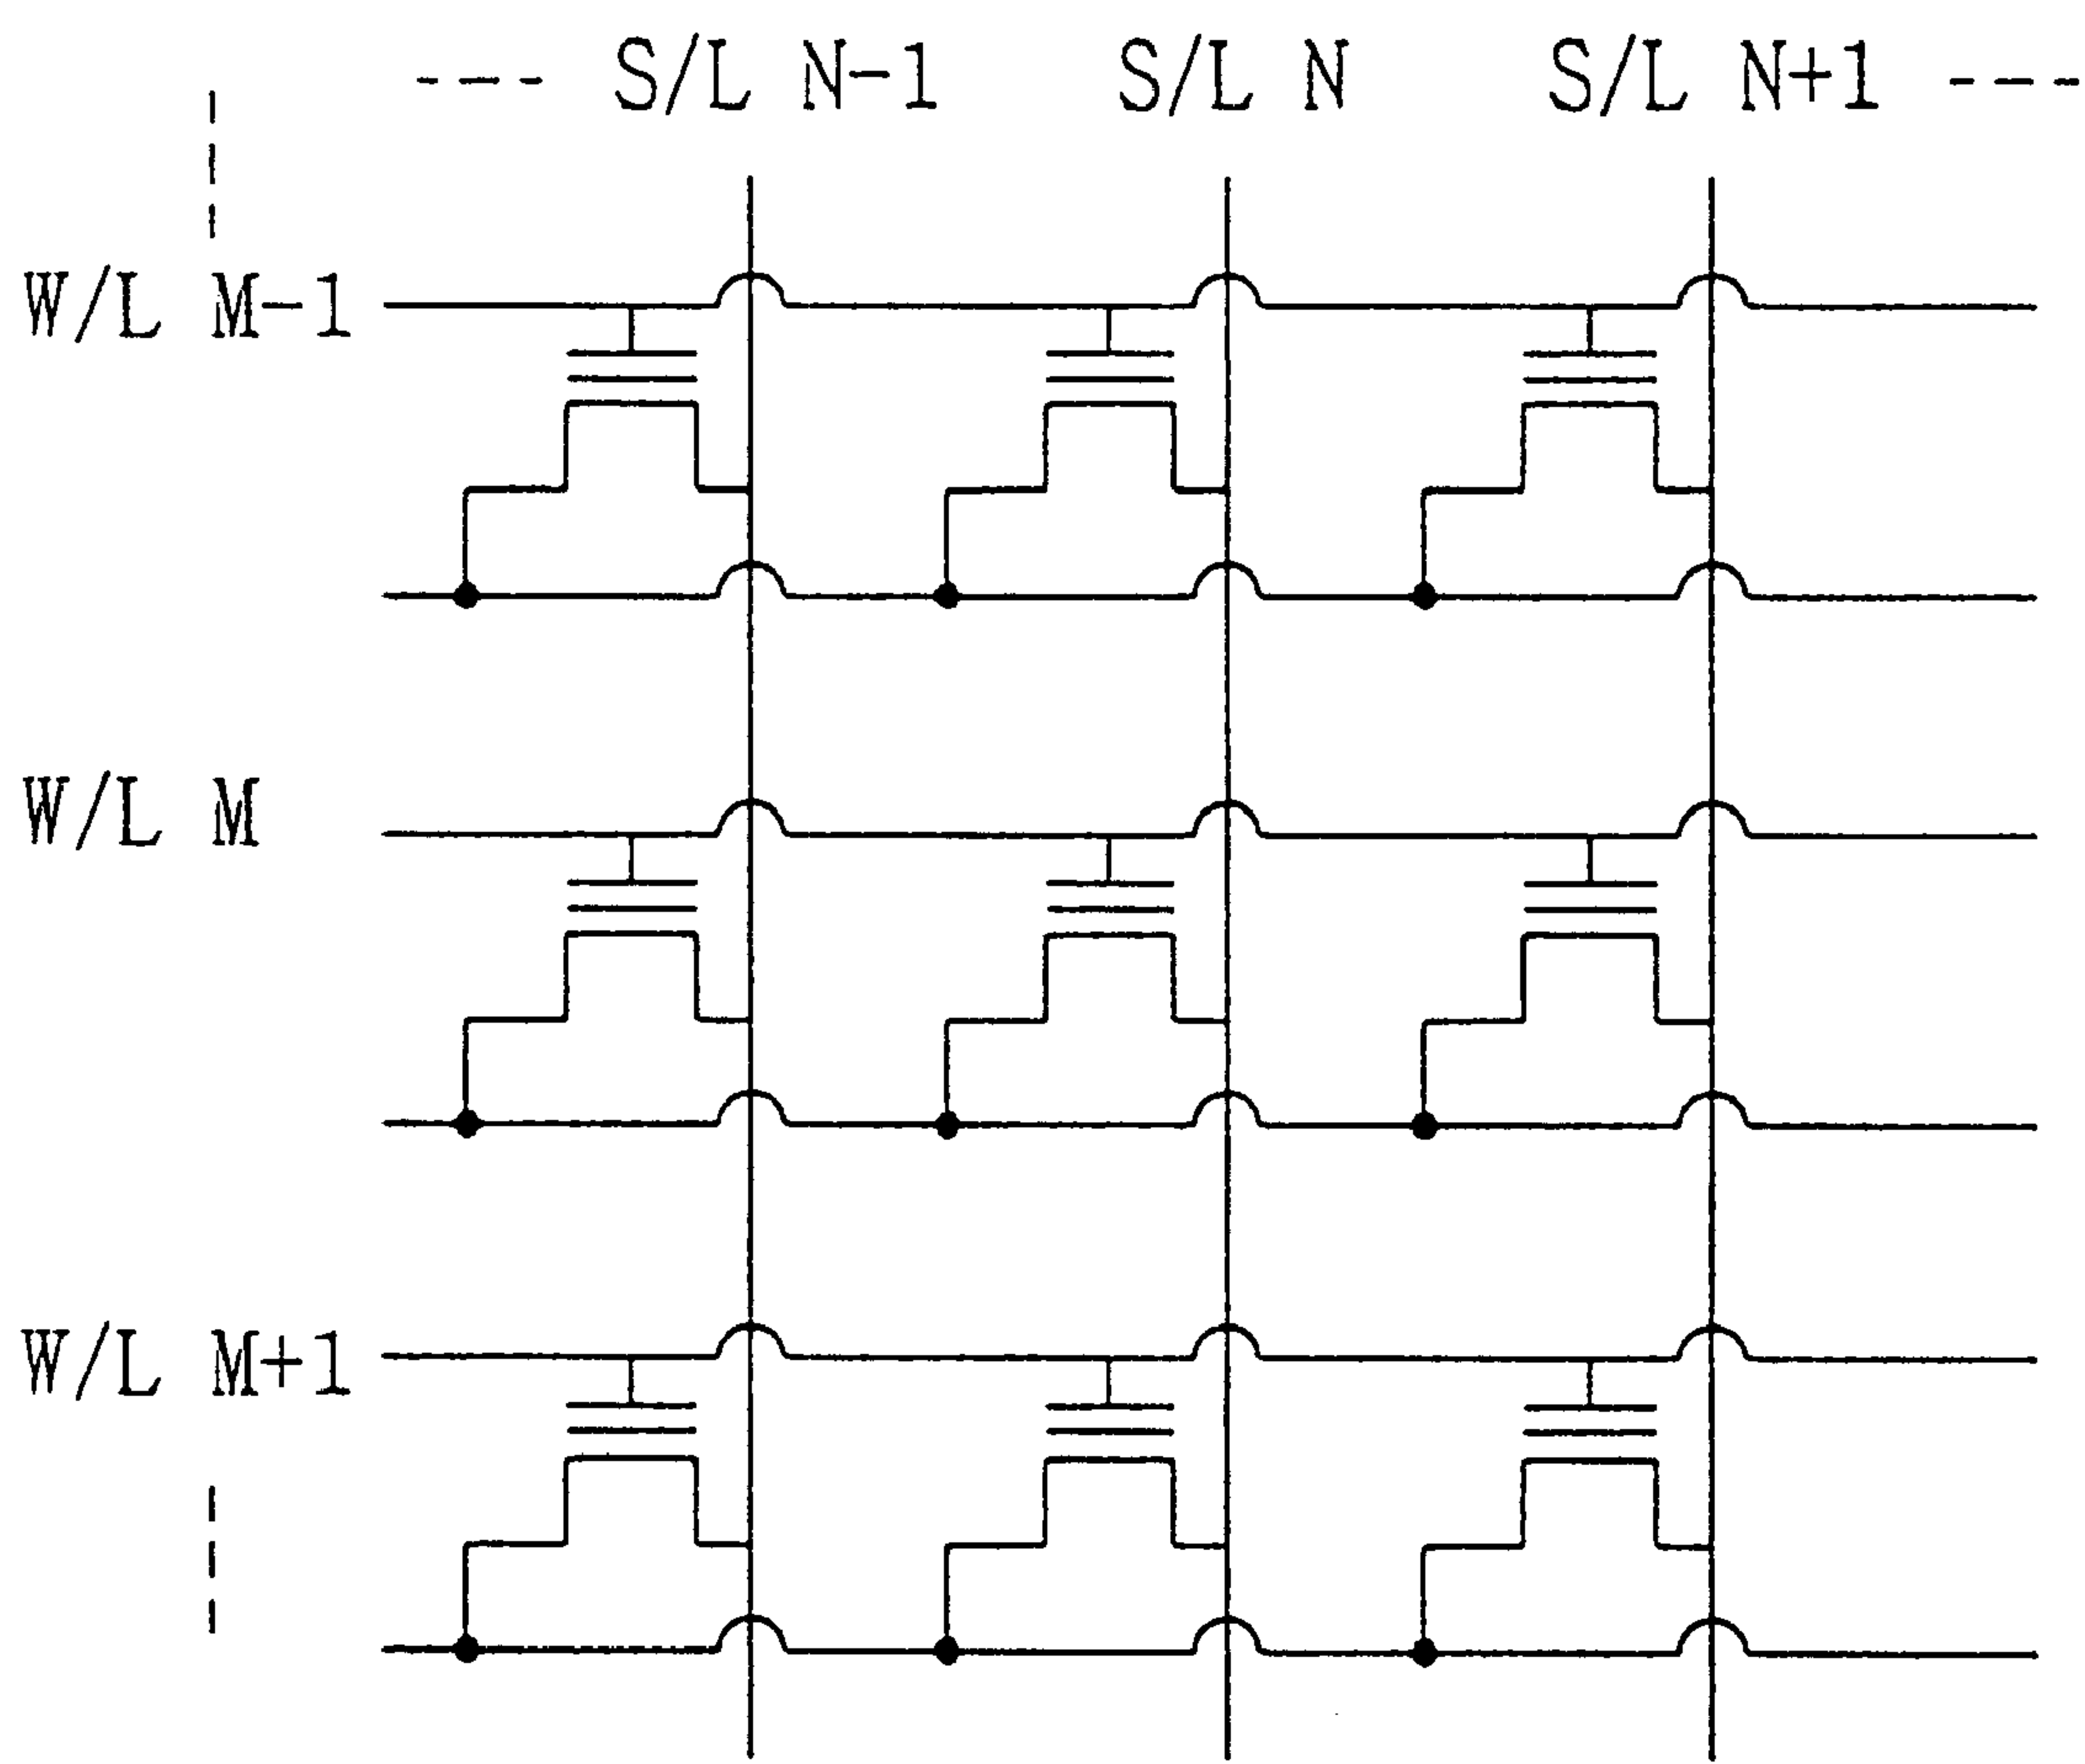 --- S/L N-1 S/L N S/L N+1 ---
W/L M-1
W/L M
W/L M+1